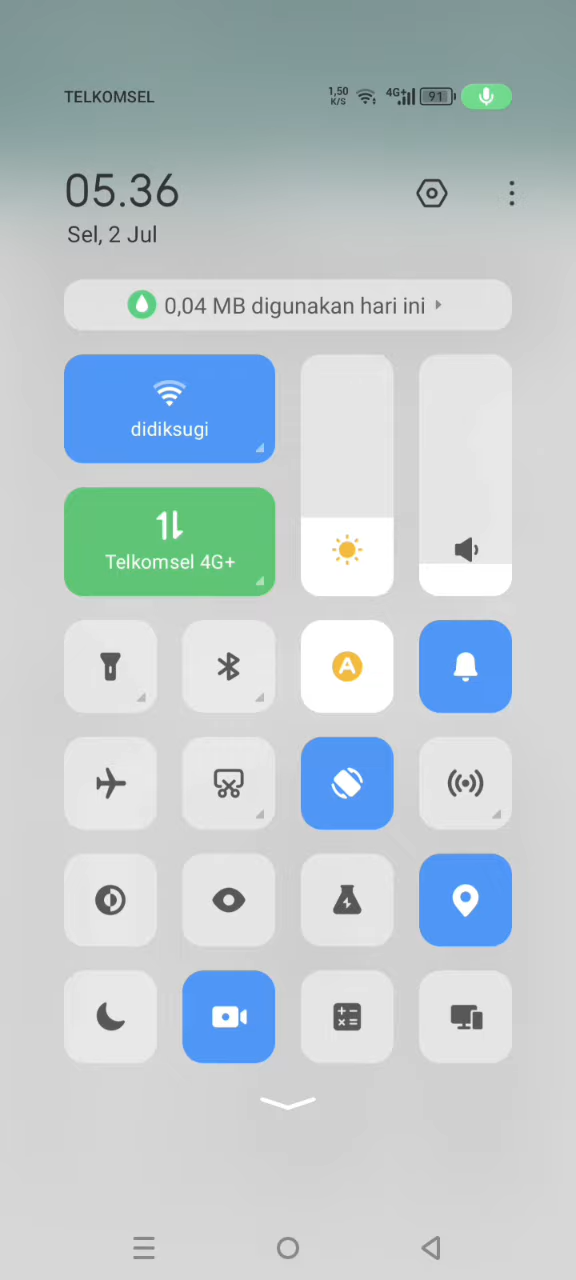 TELKOMSEL
1,50 K/S 4G+ 91
05.36
Sel, 2 Jul
0,04 MB digunakan hari ini
didiksugi
Telkomsel 4G+
A